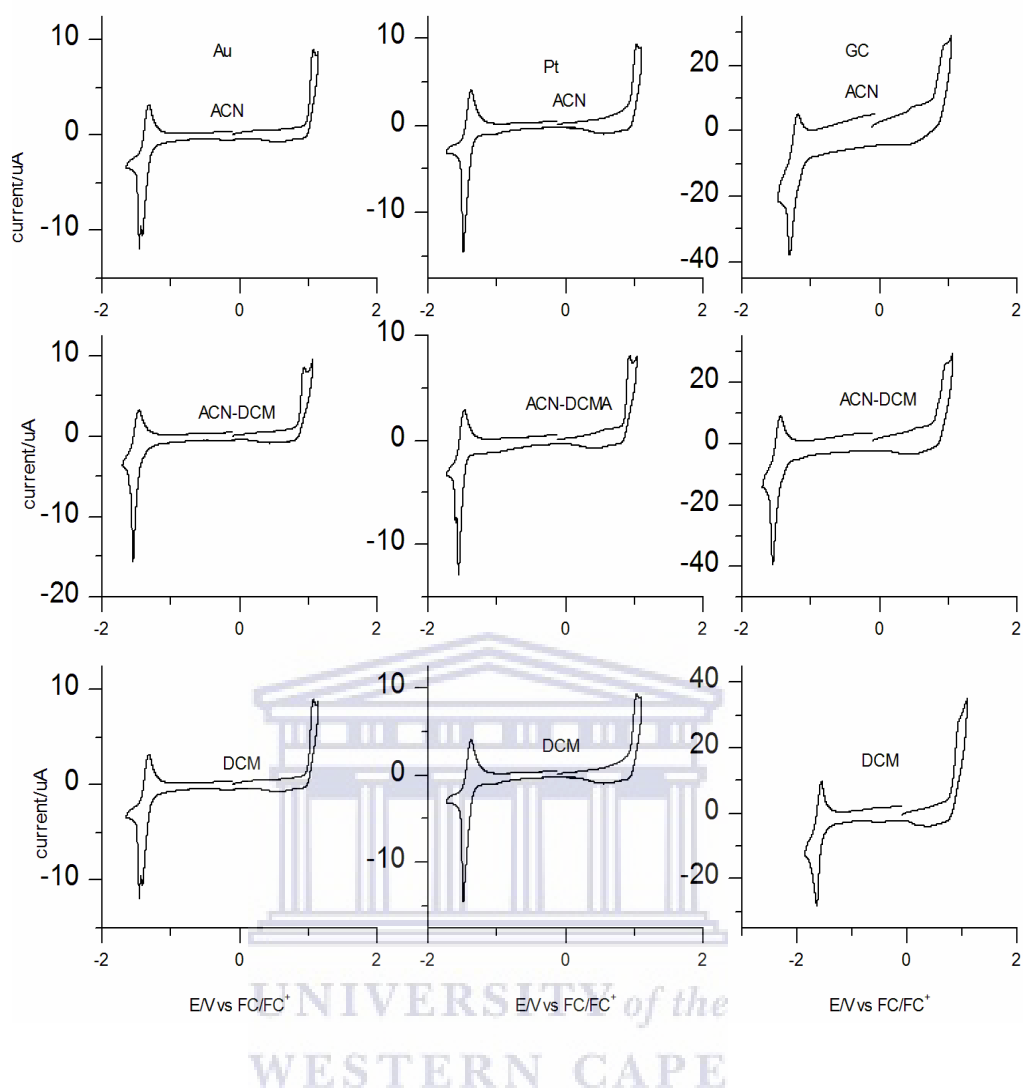 Au
ACN
10
0
-10
current/uA
-2
0
2
Pt
ACN
10
0
-10
-2
0
2
GC
ACN
20
0
-20
-40
-2
0
2
ACN-DCM
10
0
-10
-20
current/uA
-2
0
2
ACN-DCMA
10
0
-10
-2
0
2
ACN-DCM
20
0
-20
-40
-2
0
2
DCM
10
0
-10
current/uA
-2
0
2
E/V vs FC/FC⁺
DCM
10
0
-10
-2
0
2
E/V vs FC/FC⁺
DCM
40
20
0
-20
-2
0
2
E/V vs FC/FC⁺
UNIVERSITY of the
WESTERN CAPE